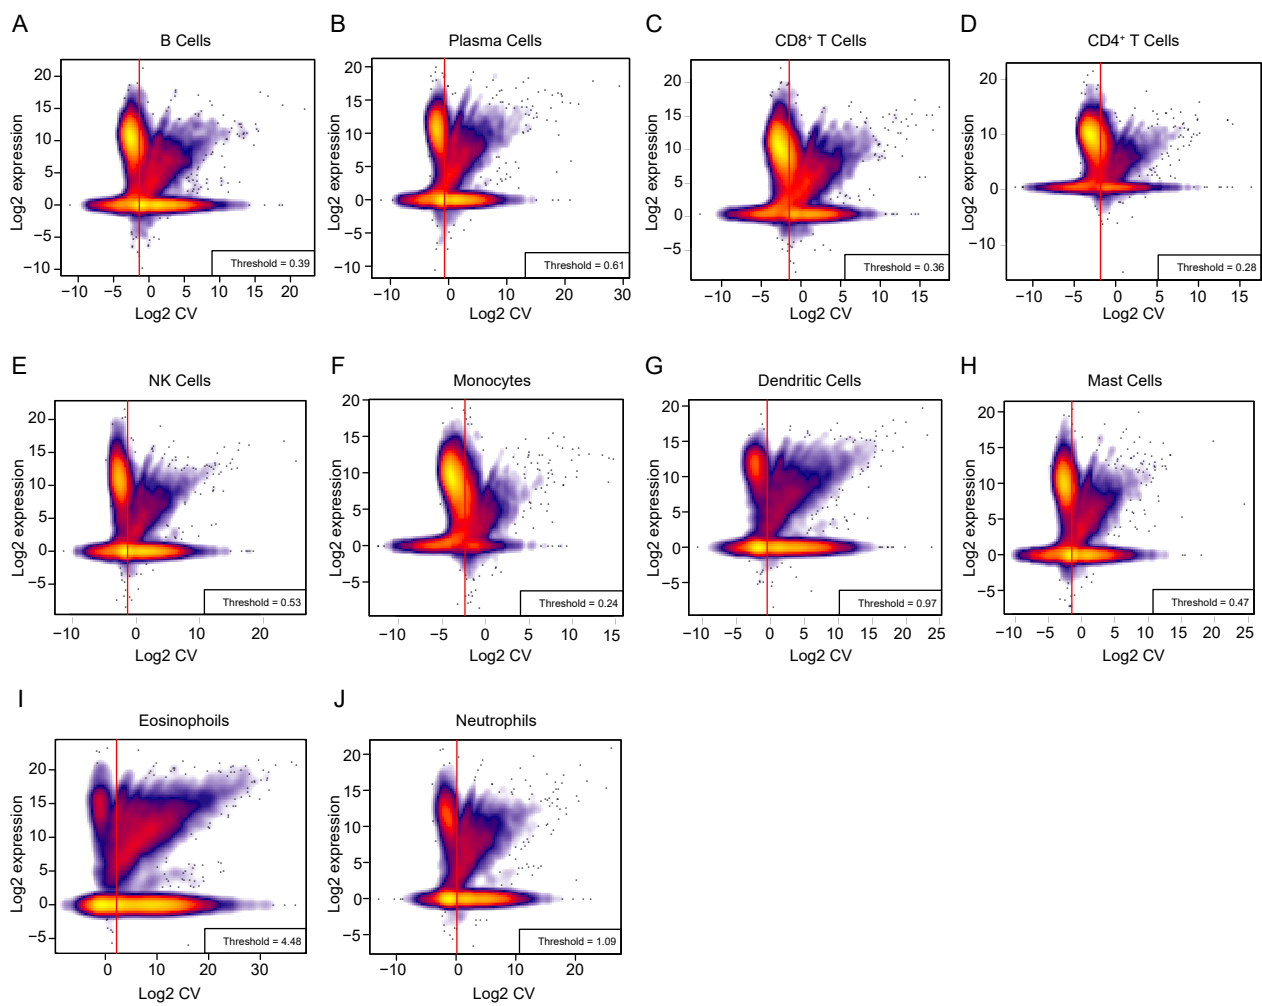 A
B Cells
Log2 expression
20
15
10
5
0
−5
−10
Threshold = 0.39
−10 −5 0 5 10 15 20
Log2 CV
B
Plasma Cells
Log2 expression
20
15
10
5
0
−5
−10
Threshold = 0.61
−10 0 10 20 30
Log2 CV
C
CD8+ T Cells
Log2 expression
20
15
10
5
0
−5
Threshold = 0.36
−10 −5 0 5 10 15
Log2 CV
D
CD4+ T Cells
Log2 expression
20
10
0
−10
Threshold = 0.28
−10 −5 0 5 10 15
Log2 CV
E
NK Cells
Log2 expression
20
15
10
5
0
−5
Threshold = 0.53
−10 0 10 20
Log2 CV
F
Monocytes
Log2 expression
20
15
10
5
0
−5
Threshold = 0.24
−10 −5 0 5 10 15
Log2 CV
G
Dendritic Cells
Log2 expression
20
15
10
5
0
−5
Threshold = 0.97
−10 −5 0 5 10 15 20 25
Log2 CV
H
Mast Cells
Log2 expression
20
15
10
5
0
−5
Threshold = 0.47
−10 −5 0 5 10 15 20 25
Log2 CV
I
Eosinophoils
Log2 expression
20
15
10
5
0
−5
Threshold = 4.48
0 10 20 30
Log2 CV
J
Neutrophils
Log2 expression
20
15
10
5
0
−5
Threshold = 1.09
−10 0 10 20
Log2 CV